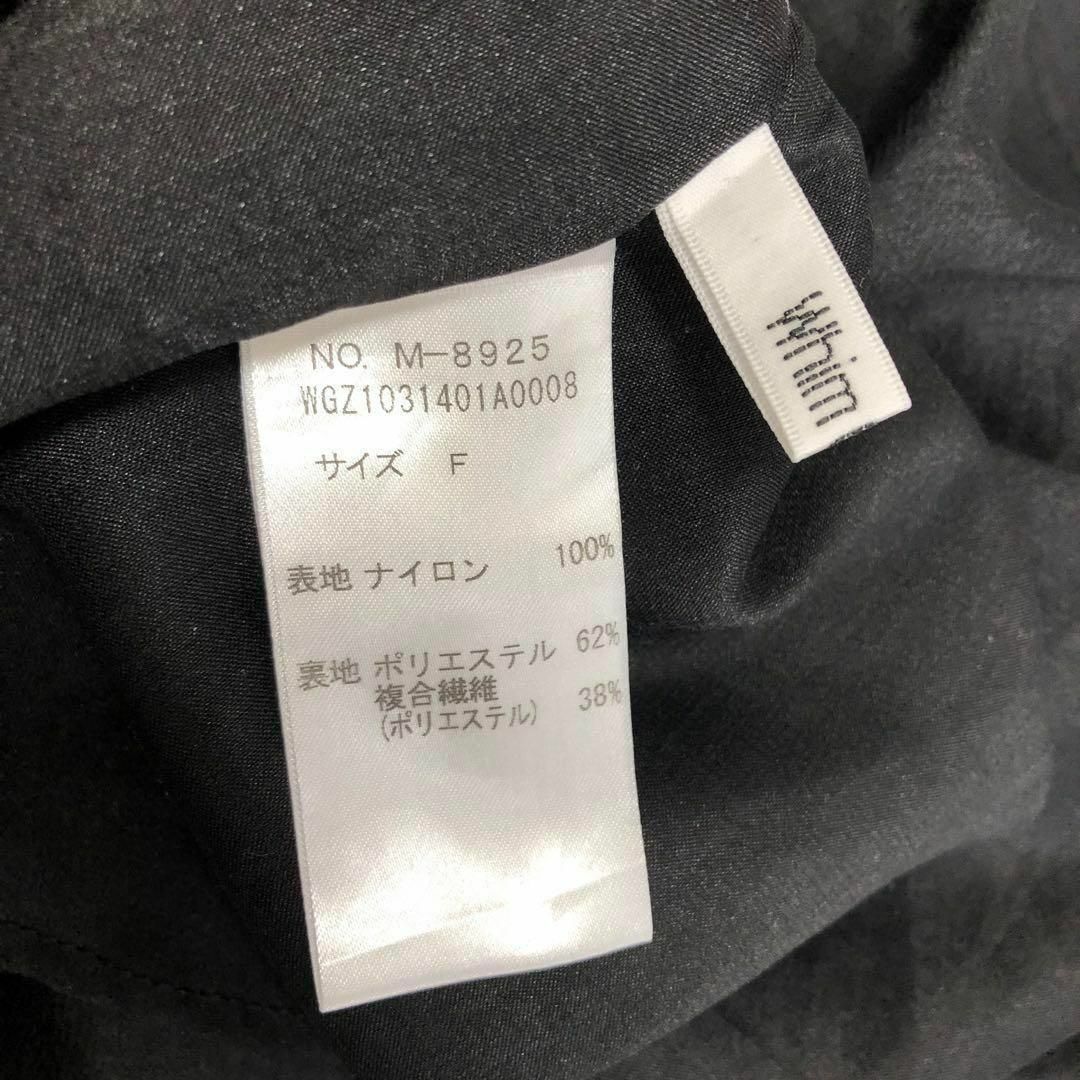 NO. M-8925
WGZ1031401A0008
サイズ F
表地 ナイロン 100%
裏地 ポリエステル 62%
複合繊維 38%
(ポリエステル)
Whim